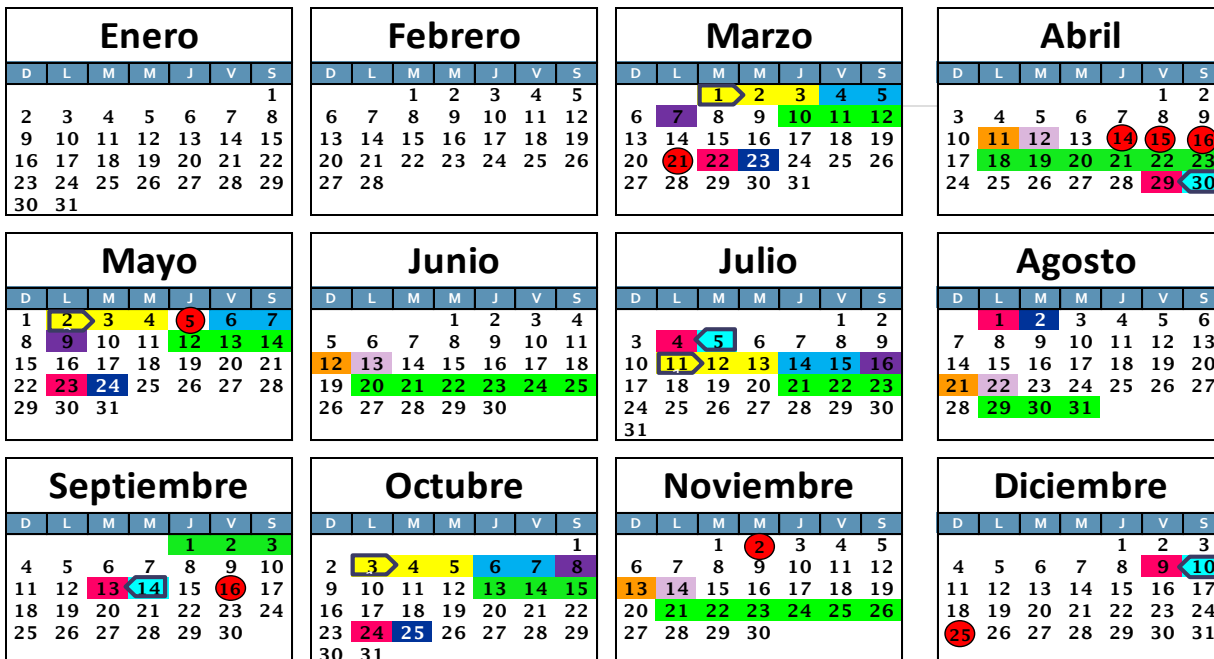 Enero
D L M M J V S
1
2 3 4 5 6 7 8
9 10 11 12 13 14 15
16 17 18 19 20 21 22
23 24 25 26 27 28 29
30 31
Febrero
D L M M J V S
1 2 3 4 5
6 7 8 9 10 11 12
13 14 15 16 17 18 19
20 21 22 23 24 25 26
27 28
Marzo
D L M M J V S
1 2 3 4 5
6 7 8 9 10 11 12
13 14 15 16 17 18 19
20 21 22 23 24 25 26
27 28 29 30 31
Abril
D L M M J V S
1 2
3 4 5 6 7 8 9
10 11 12 13 14 15 16
17 18 19 20 21 22 23
24 25 26 27 28 29 30
Mayo
D L M M J V S
1 2 3 4 5 6 7
8 9 10 11 12 13 14
15 16 17 18 19 20 21
22 23 24 25 26 27 28
29 30 31
Junio
D L M M J V S
1 2 3 4
5 6 7 8 9 10 11
12 13 14 15 16 17 18
19 20 21 22 23 24 25
26 27 28 29 30
Julio
D L M M J V S
1 2
3 4 5 6 7 8 9
10 11 12 13 14 15 16
17 18 19 20 21 22 23
24 25 26 27 28 29 30
31
Agosto
D L M M J V S
1 2 3 4 5 6
7 8 9 10 11 12 13
14 15 16 17 18 19 20
21 22 23 24 25 26 27
28 29 30 31
Septiembre
D L M M J V S
1 2 3
4 5 6 7 8 9 10
11 12 13 14 15 16 17
18 19 20 21 22 23 24
25 26 27 28 29 30
Octubre
D L M M J V S
1
2 3 4 5 6 7 8
9 10 11 12 13 14 15
16 17 18 19 20 21 22
23 24 25 26 27 28 29
30 31
Noviembre
D L M M J V S
1 2 3 4 5
6 7 8 9 10 11 12
13 14 15 16 17 18 19
20 21 22 23 24 25 26
27 28 29 30
Diciembre
D L M M J V S
1 2 3
4 5 6 7 8 9 10
11 12 13 14 15 16 17
18 19 20 21 22 23 24
25 26 27 28 29 30 31